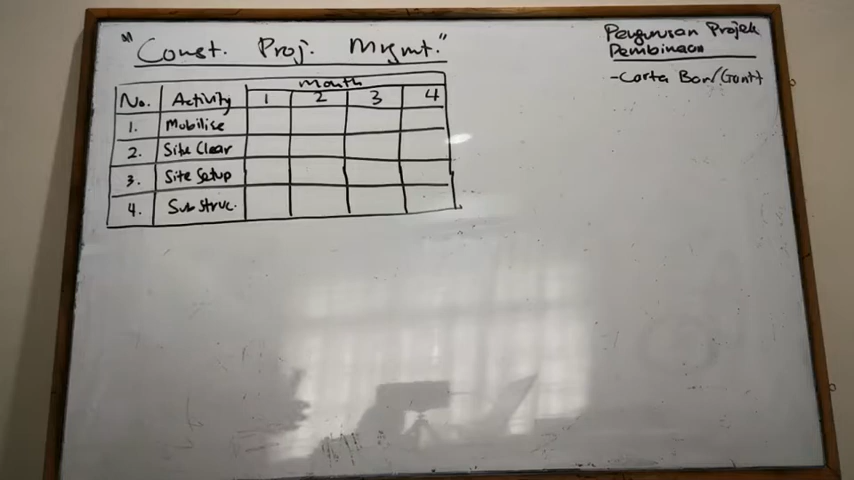 "Const. Proj. Mgmt."
Pengurusan Projek
Pembinaan
-Carta Bar/Gantt
Month
No. Activity 1 2 3 4
1. Mobilise
2. Site Clear
3. Site Setup
4. Sub struc.